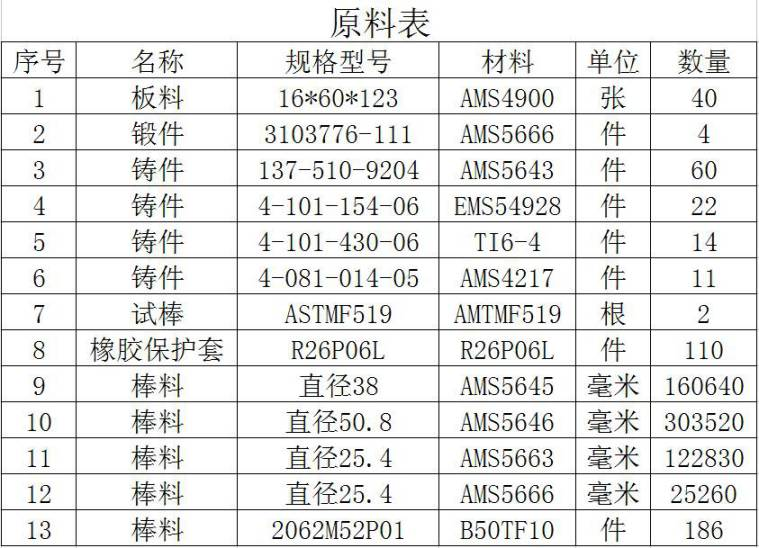 原料表
序号 名称 规格型号 材料 单位 数量
1 板料 16*60*123 AMS4900 张 40
2 锻件 3103776-111 AMS5666 件 4
3 铸件 137-510-9204 AMS5643 件 60
4 铸件 4-101-154-06 EMS54928 件 22
5 铸件 4-101-430-06 TI6-4 件 14
6 铸件 4-081-014-05 AMS4217 件 11
7 试棒 ASTMF519 AMTMF519 根 2
8 橡胶保护套 R26P06L R26P06L 件 110
9 棒料 直径38 AMS5645 毫米 160640
10 棒料 直径50.8 AMS5646 毫米 303520
11 棒料 直径25.4 AMS5663 毫米 122830
12 棒料 直径25.4 AMS5666 毫米 25260
13 棒料 2062M52P01 B50TF10 件 186